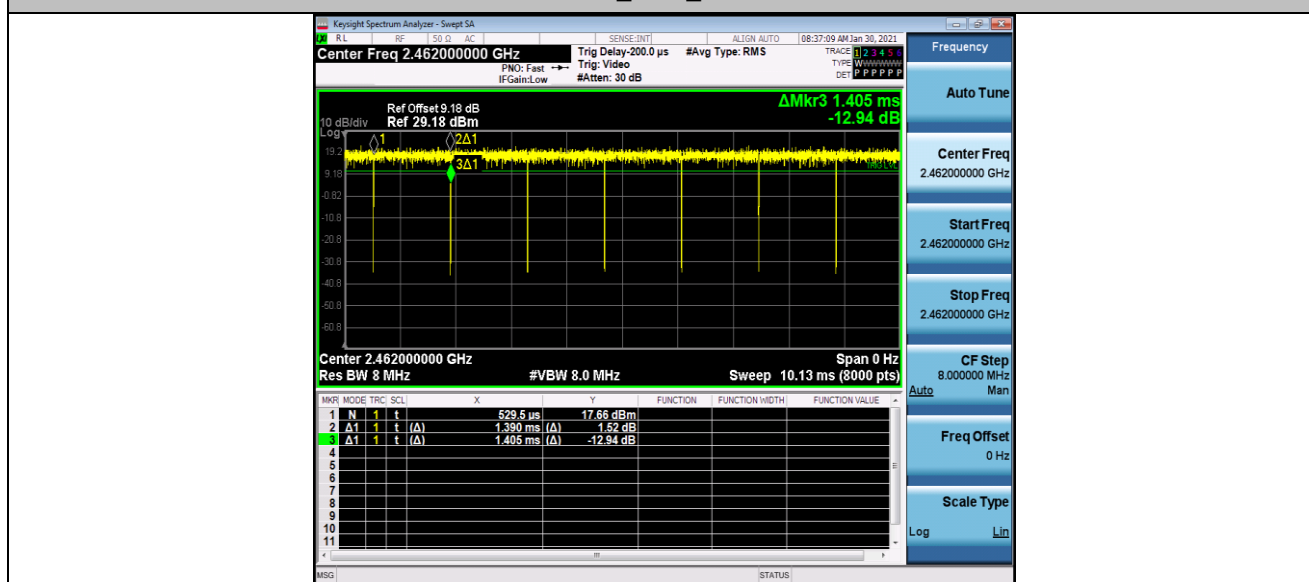 Keysight Spectrum Analyzer - Swept SA
RL RF 50 Ω AC SENSE:INT ALIGN AUTO 08:37:09 AM Jan 30, 2021
Center Freq 2.462000000 GHz
PNO: Fast
IFGain:Low
Trig Delay-200.0 µs
Trig: Video
#Atten: 30 dB
#Avg Type: RMS
TRACE 1 2 3 4 5 6
TYPE WWWWWW
DET P P P P P P
ΔMkr3 1.405 ms
-12.94 dB
Ref Offset 9.18 dB
10 dB/div Ref 29.18 dBm
Log
1
2Δ1
3Δ1
19.2
9.18
-0.82
-10.8
-20.8
-30.8
-40.8
-50.8
-60.8
Center 2.462000000 GHz Span 0 Hz
Res BW 8 MHz #VBW 8.0 MHz Sweep 10.13 ms (8000 pts)
MKR MODE TRC SCL X Y FUNCTION FUNCTION WIDTH FUNCTION VALUE
1 N 1 t 529.5 µs 17.66 dBm
2 Δ1 1 t (Δ) 1.390 ms (Δ) 1.52 dB
3 Δ1 1 t (Δ) 1.405 ms (Δ) -12.94 dB
4
5
6
7
8
9
10
11
MSG STATUS
Frequency
Auto Tune
Center Freq
2.462000000 GHz
Start Freq
2.462000000 GHz
Stop Freq
2.462000000 GHz
CF Step
8.000000 MHz
Auto Man
Freq Offset
0 Hz
Scale Type
Log Lin